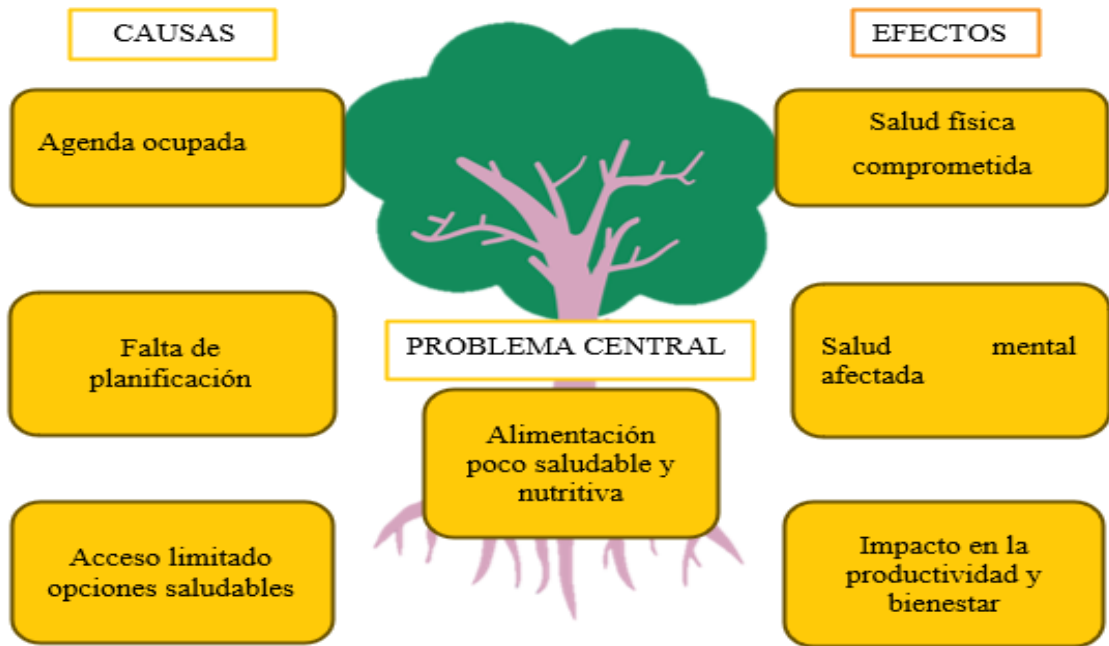 CAUSAS
Agenda ocupada
Falta de
planificación
Acceso limitado
opciones saludables
PROBLEMA CENTRAL
Alimentación
poco saludable y
nutritiva
EFECTOS
Salud física
comprometida
Salud mental
afectada
Impacto en la
productividad y
bienestar